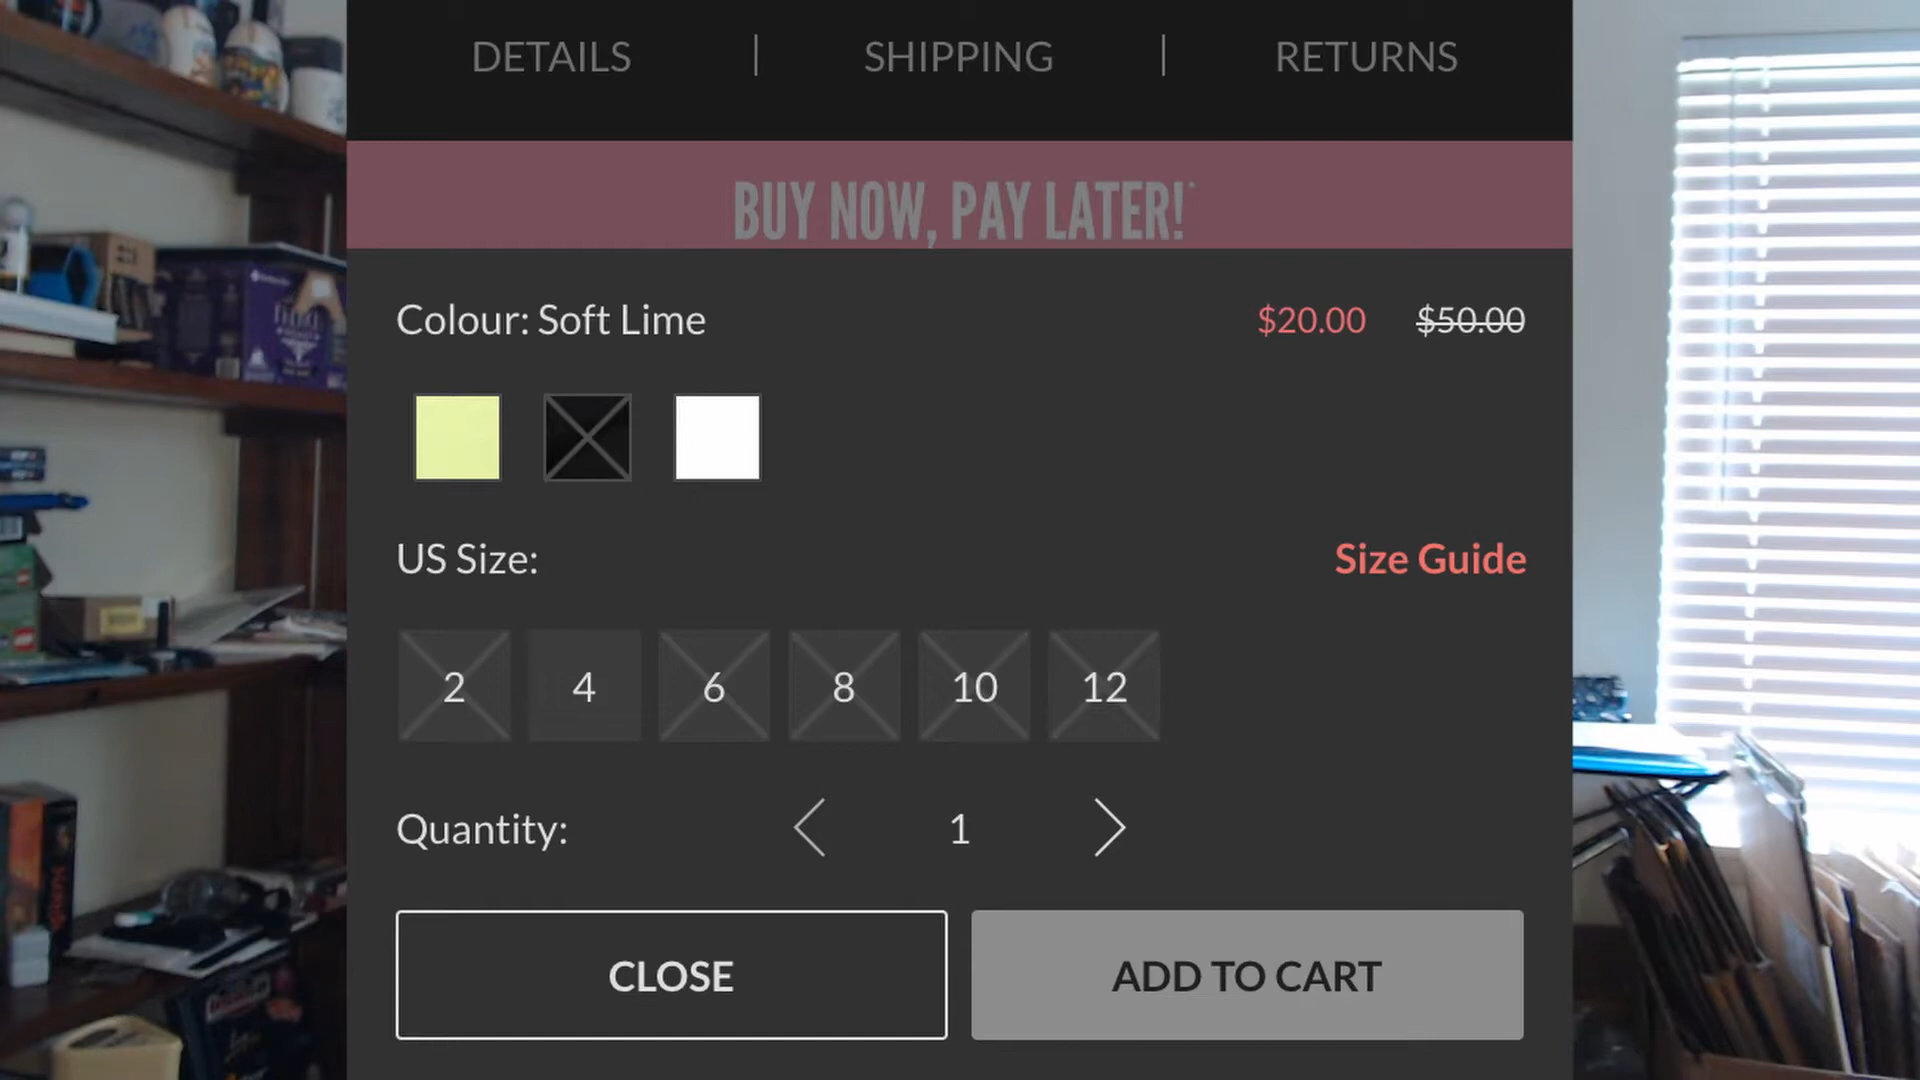 DETAILS | SHIPPING | RETURNS
BUY NOW, PAY LATER!*
Colour: Soft Lime $20.00 $50.00
US Size: Size Guide
2 4 6 8 10 12
Quantity: < 1 >
CLOSE ADD TO CART